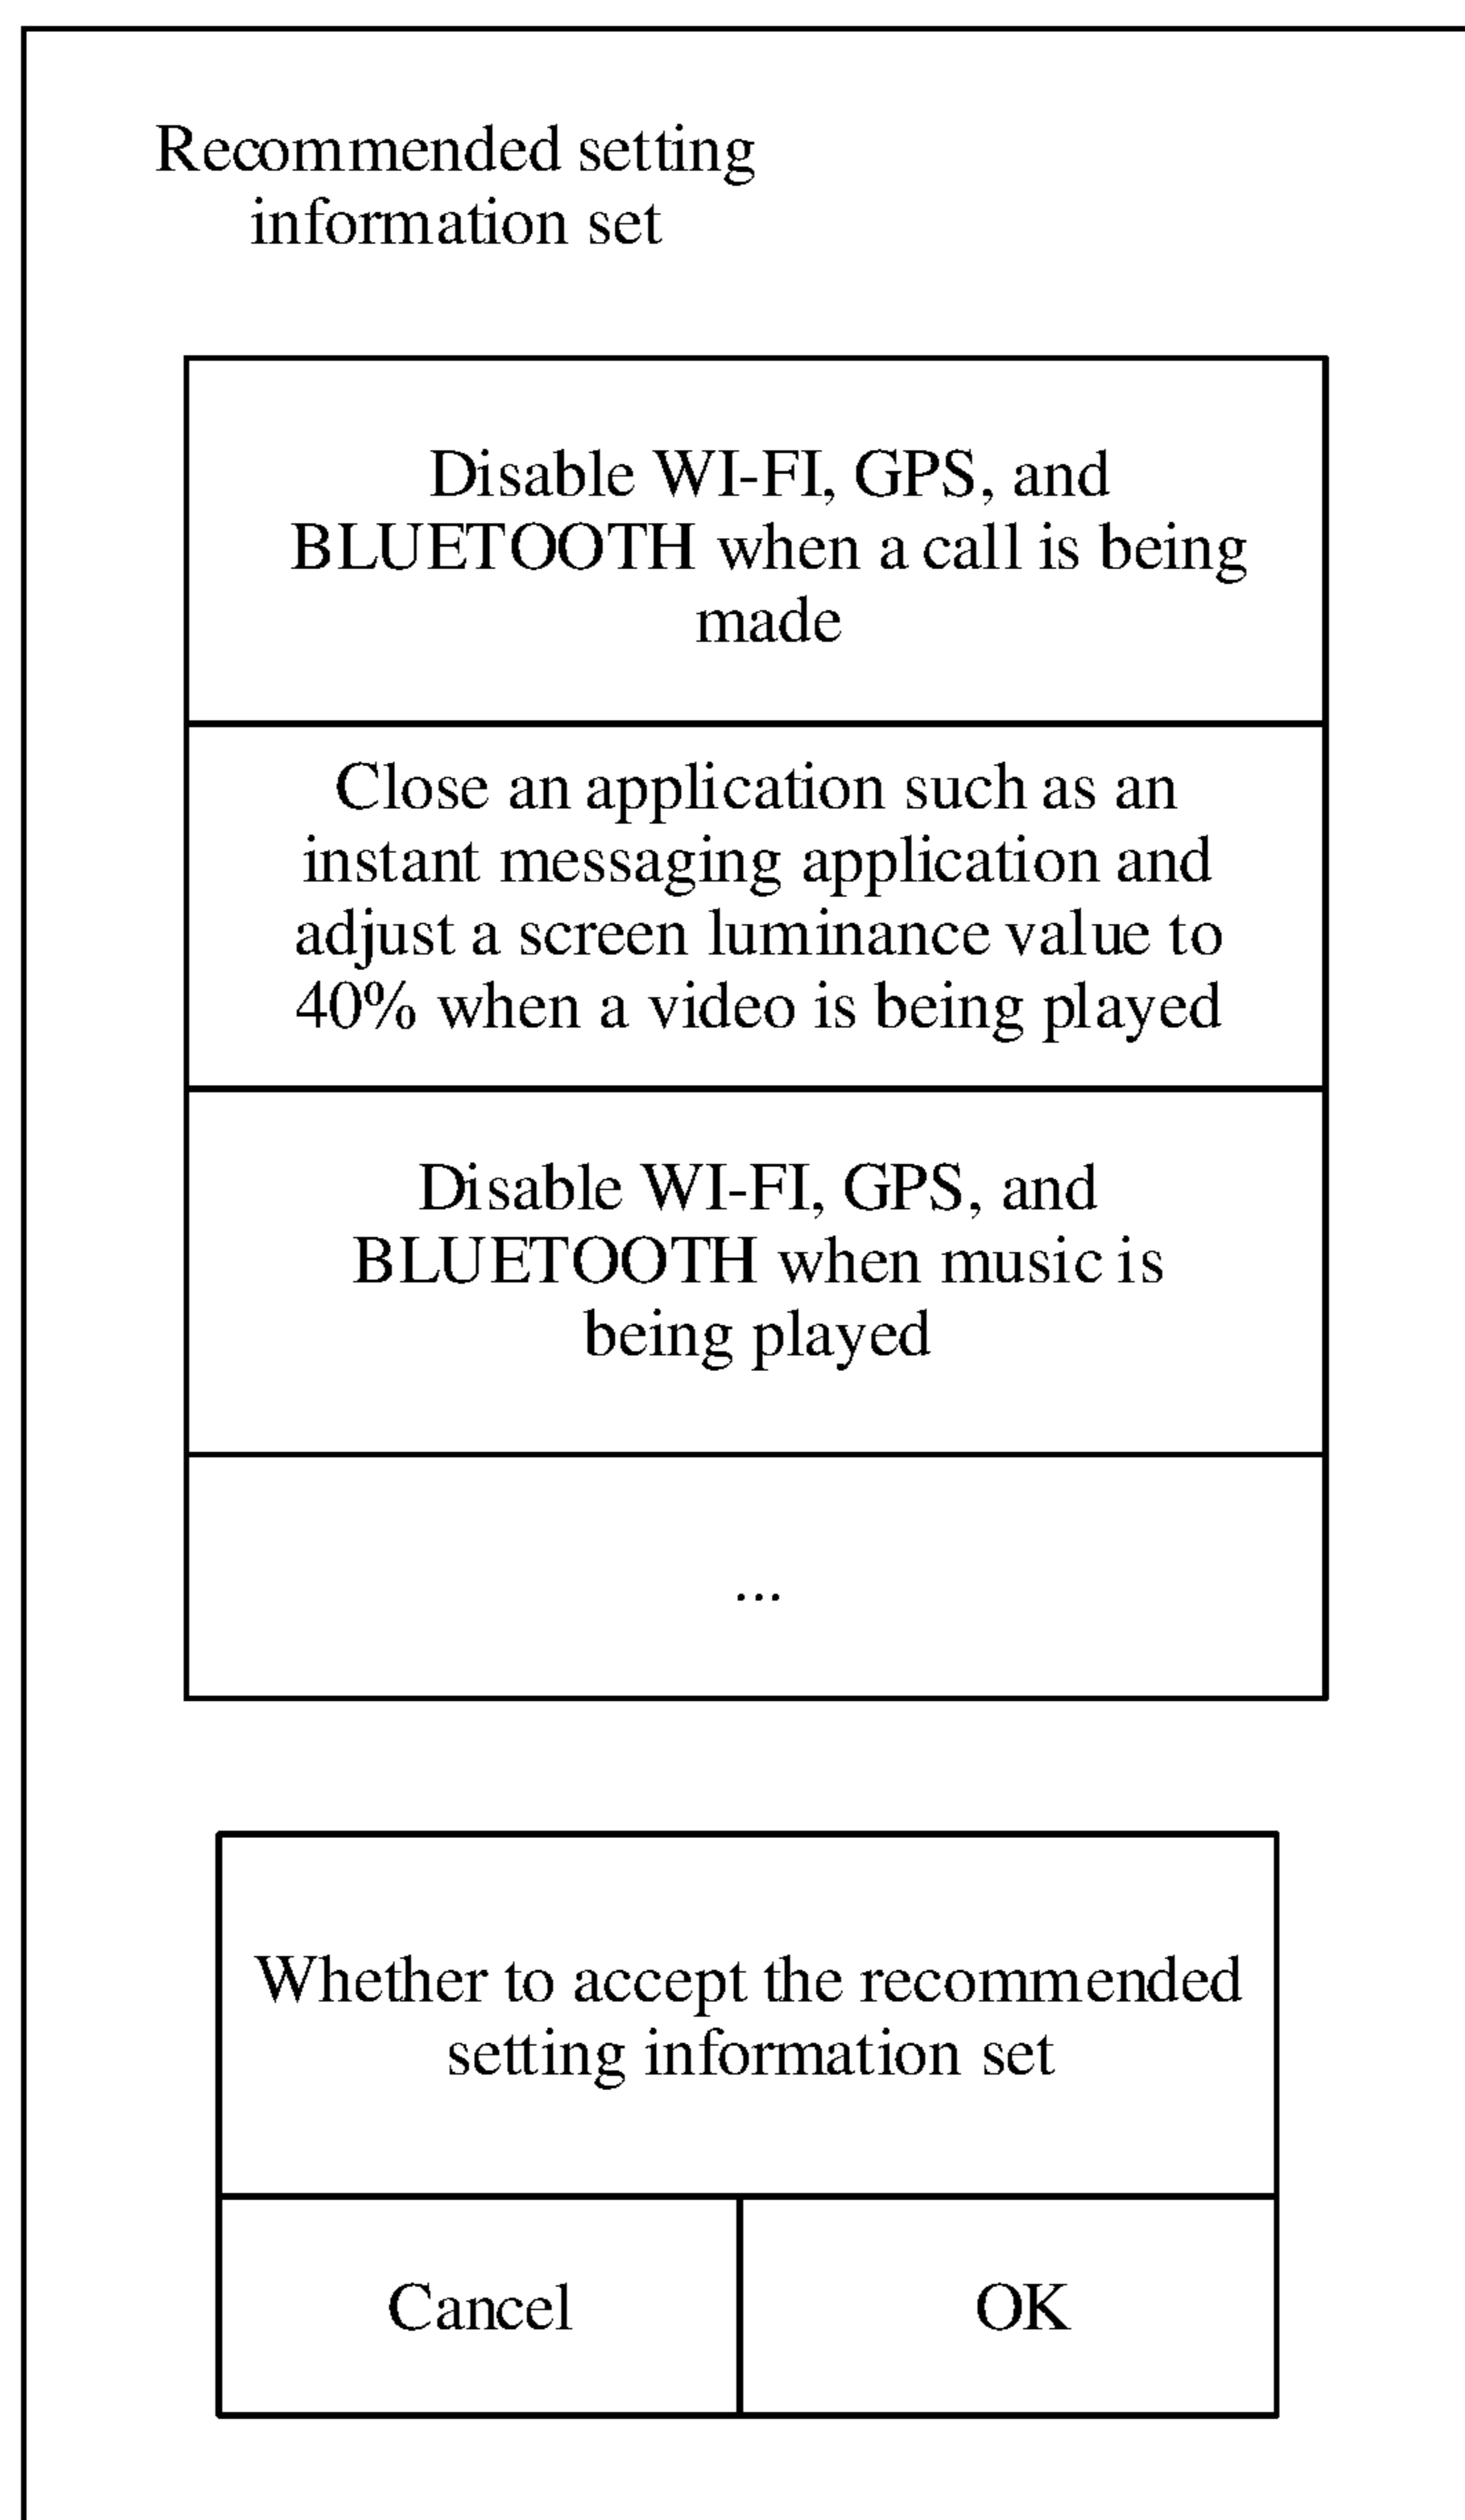 Recommended setting
information set
Disable WI-FI, GPS, and
BLUETOOTH when a call is being
made
Close an application such as an
instant messaging application and
adjust a screen luminance value to
40% when a video is being played
Disable WI-FI, GPS, and
BLUETOOTH when music is
being played
...
Whether to accept the recommended
setting information set
Cancel
OK